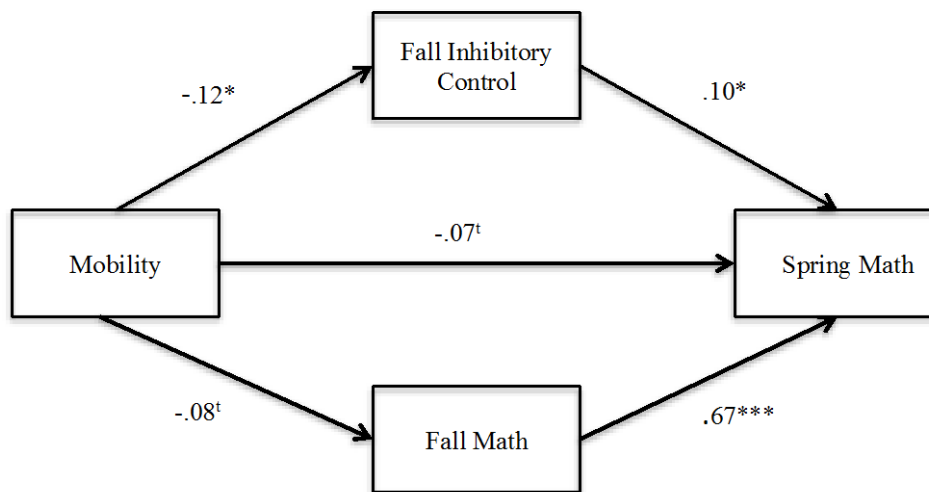 Fall Inhibitory
Control
-.12*
.10*
Mobility
-.07ᵗ
Spring Math
-.08ᵗ
Fall Math
.67***